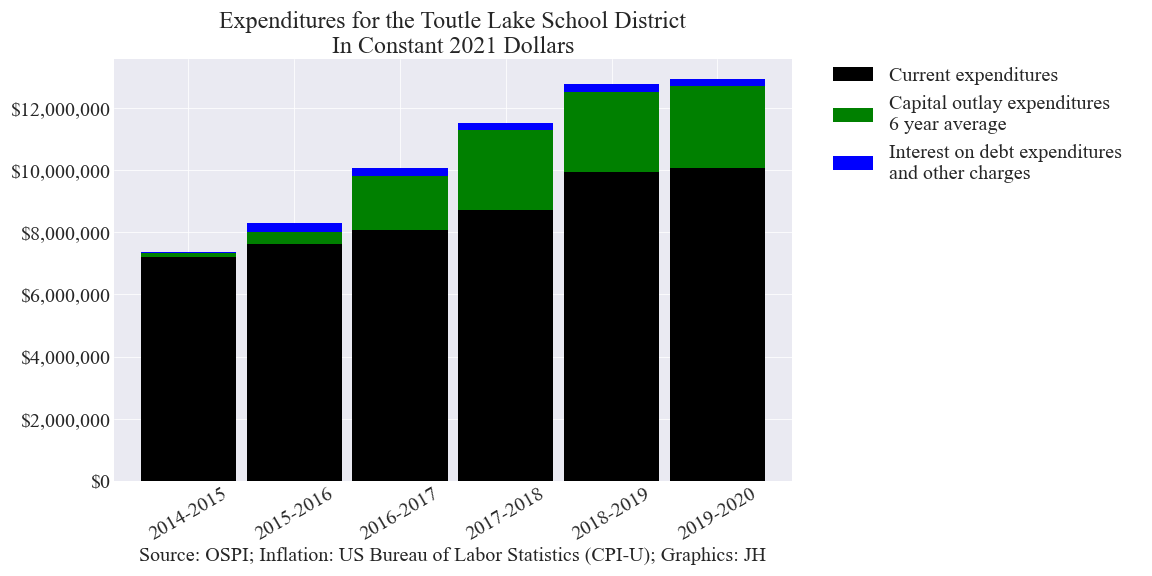 Expenditures for the Toutle Lake School District
In Constant 2021 Dollars
Current expenditures
Capital outlay expenditures
6 year average
Interest on debt expenditures
and other charges
$12,000,000
$10,000,000
$8,000,000
$6,000,000
$4,000,000
$2,000,000
$0
2014-2015
2015-2016
2016-2017
2017-2018
2018-2019
2019-2020
Source: OSPI; Inflation: US Bureau of Labor Statistics (CPI-U); Graphics: JH